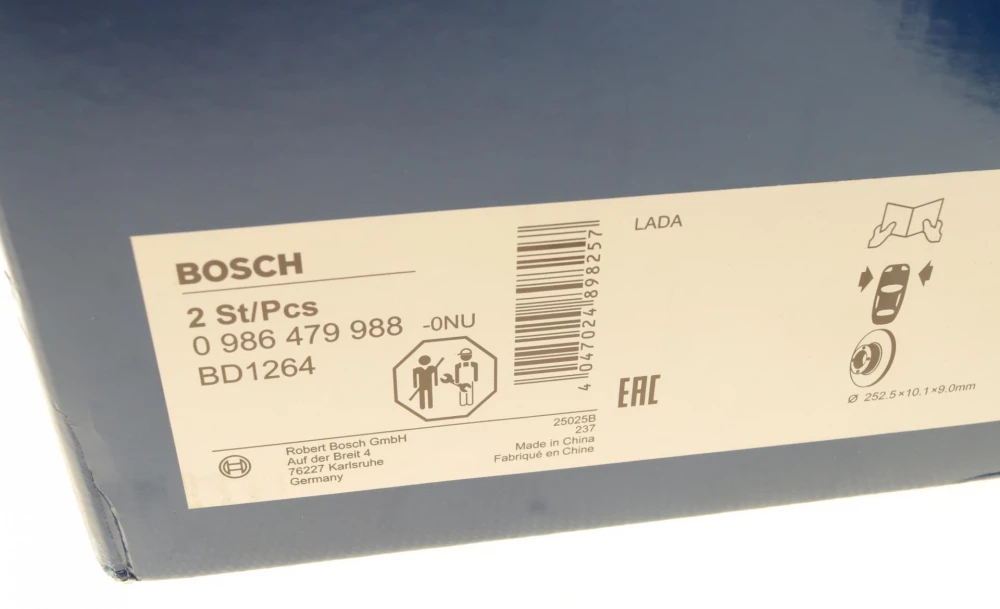 BOSCH
2 St/Pcs
0 986 479 988 -0NU
BD1264
4 047024 898257
LADA
EAC
Ø 252.5×10.1×9.0mm
25025B
237
Made in China
Fabriqué en Chine
Robert Bosch GmbH
Auf der Breit 4
76227 Karlsruhe
Germany